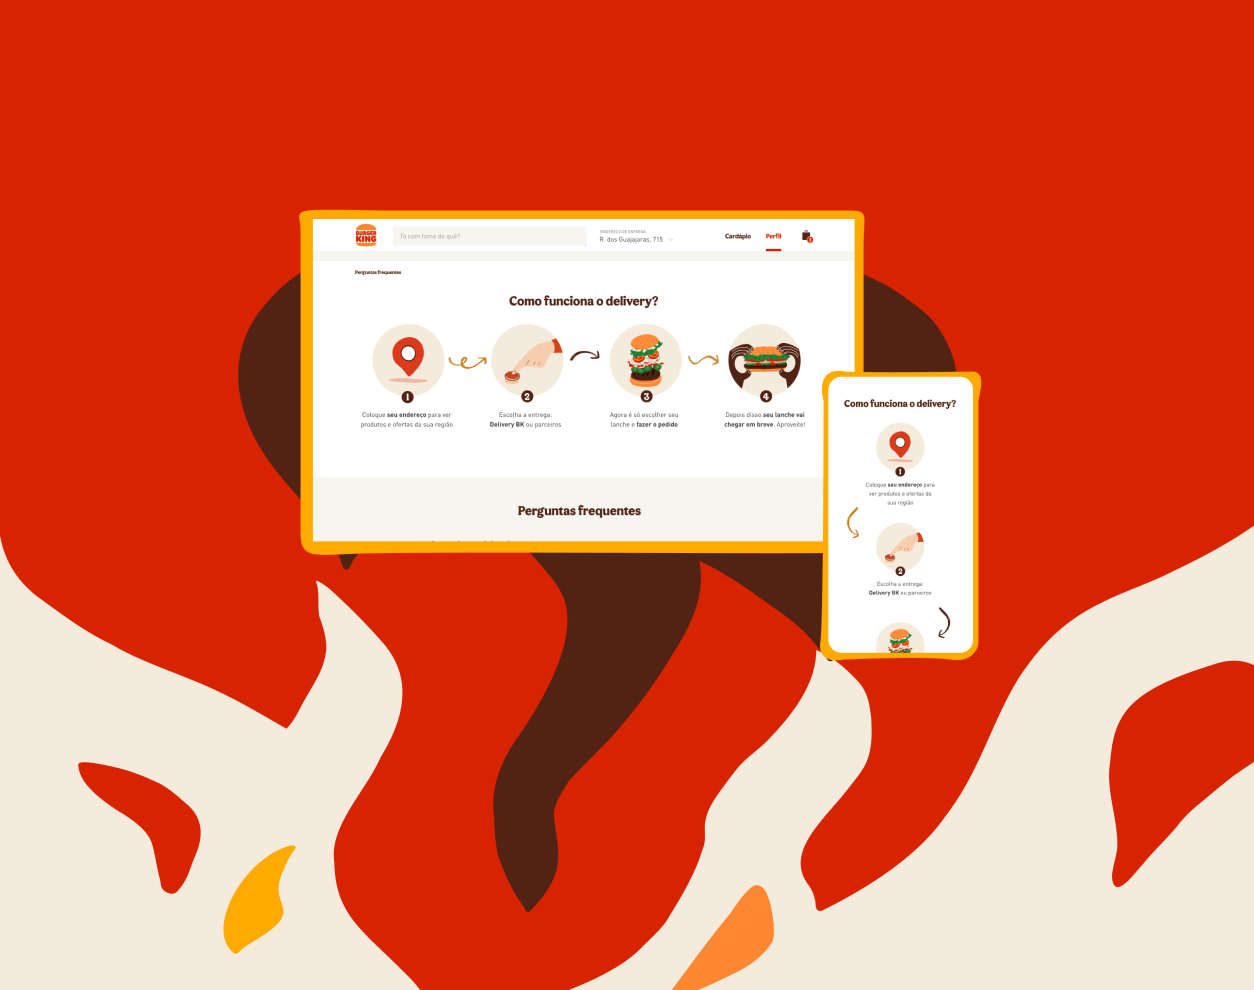 BURGER
KING
Tá com fome de quê?
ENDEREÇO DE ENTREGA:
R. dos Guajajaras, 715
Cardápio
Perfil
Perguntas frequentes
Como funciona o delivery?
1
2
3
4
Coloque seu endereço para ver
produtos e ofertas da sua região
Escolha a entrega:
Delivery BK ou parceiros
Agora é só escolher seu
lanche e fazer o pedido
Depois disso seu lanche vai
chegar em breve. Aproveite!
Perguntas frequentes
Como funciona o delivery?
1
Coloque seu endereço para
ver produtos e ofertas da
sua região
2
Escolha a entrega:
Delivery BK ou parceiros